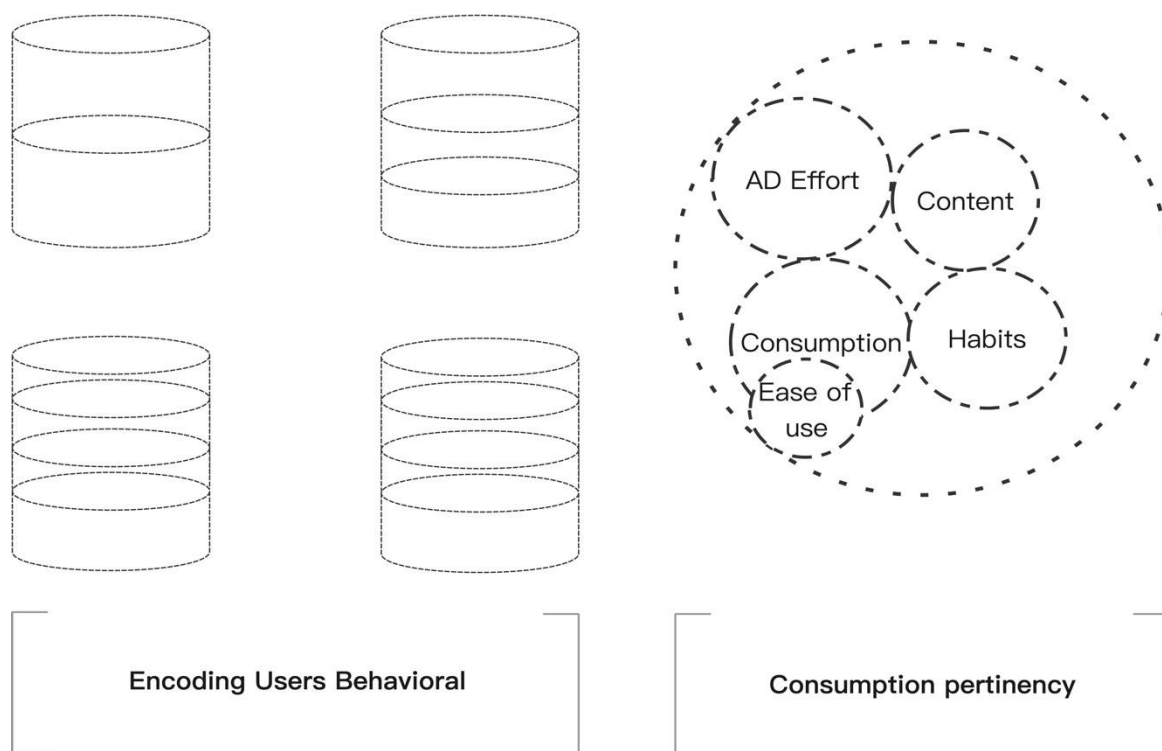 AD Effort
Content
Consumption
Habits
Ease of
use
Encoding Users Behavioral
Consumption pertinency